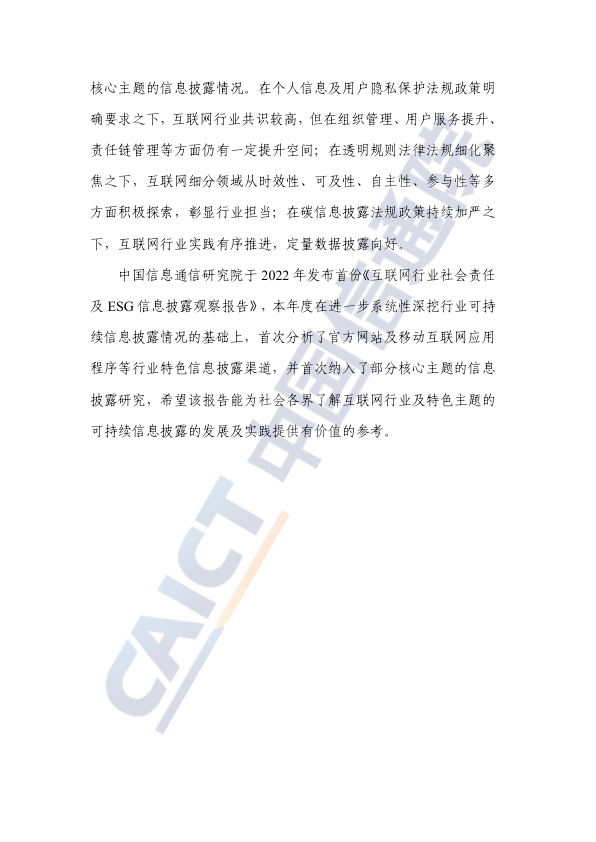 核心主题的信息披露情况。在个人信息及用户隐私保护法规政策明
确要求之下，互联网行业共识较高，但在组织管理、用户服务提升、
责任链管理等方面仍有一定提升空间；在透明规则法律法规细化聚
焦之下，互联网细分领域从时效性、可及性、自主性、参与性等多
方面积极探索，彰显行业担当；在碳信息披露法规政策持续加严之
下，互联网行业实践有序推进，定量数据披露向好。
中国信息通信研究院于 2022 年发布首份《互联网行业社会责任
及 ESG 信息披露观察报告》，本年度在进一步系统性深挖行业可持
续信息披露情况的基础上，首次分析了官方网站及移动互联网应用
程序等行业特色信息披露渠道，并首次纳入了部分核心主题的信息
披露研究，希望该报告能为社会各界了解互联网行业及特色主题的
可持续信息披露的发展及实践提供有价值的参考。
CAICT 中国信通院